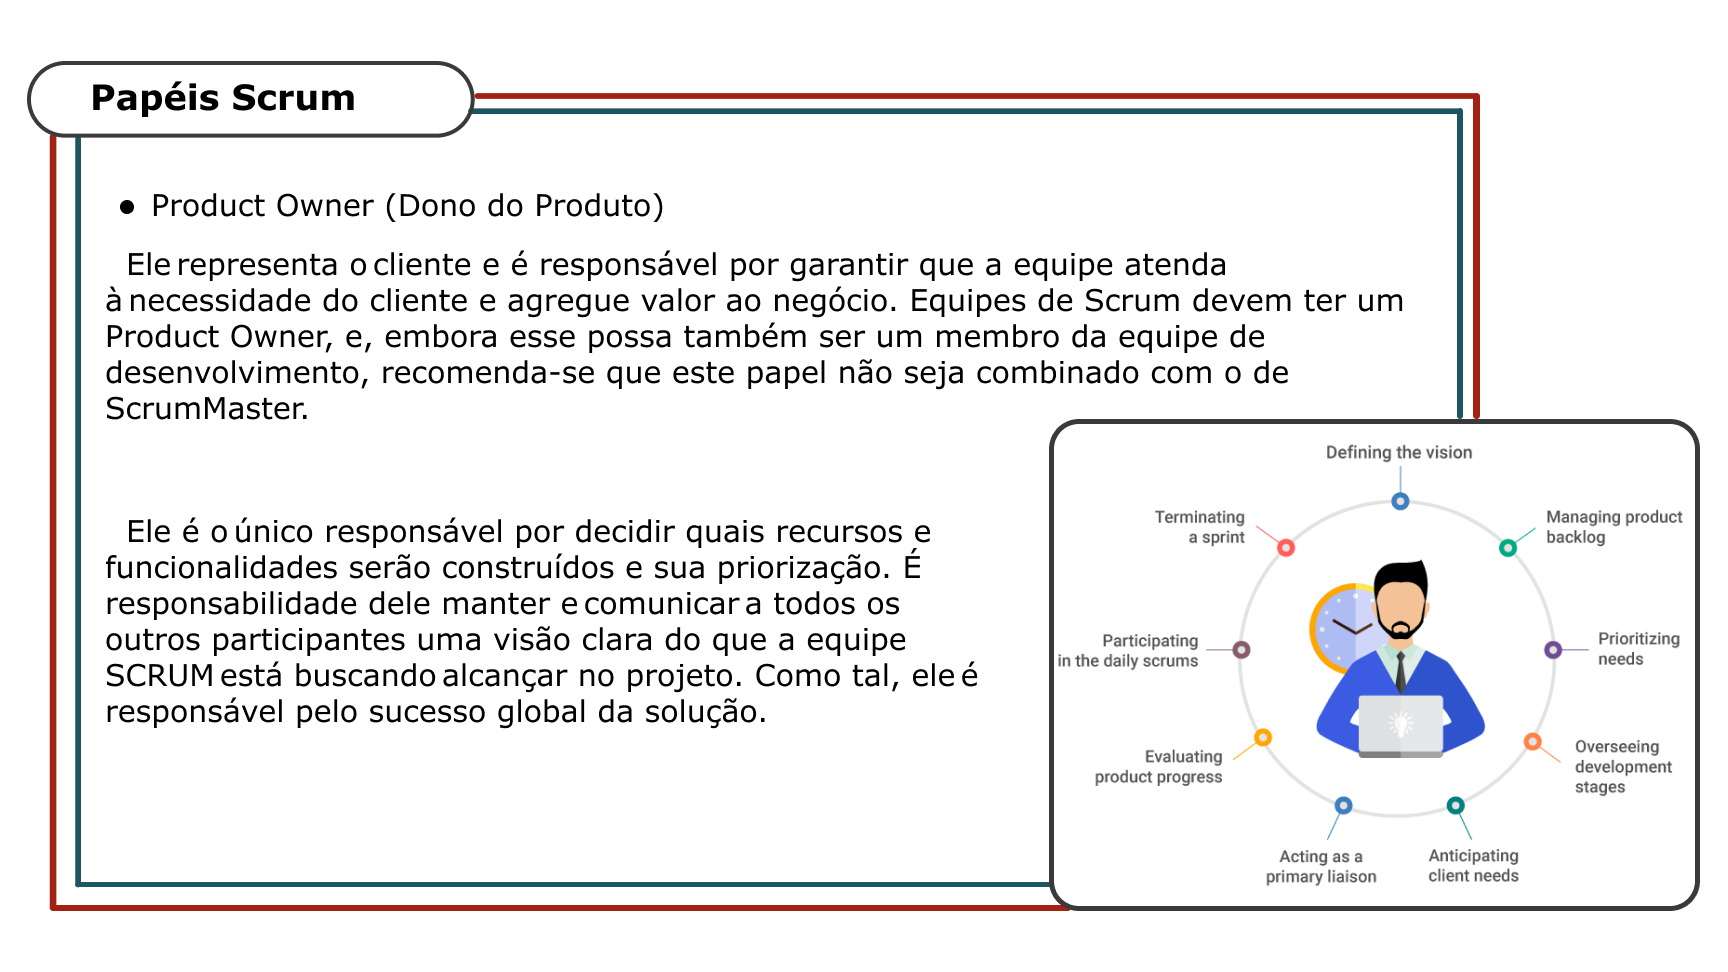 Papéis Scrum
● Product Owner (Dono do Produto)
Ele representa o cliente e é responsável por garantir que a equipe atenda
à necessidade do cliente e agregue valor ao negócio. Equipes de Scrum devem ter um
Product Owner, e, embora esse possa também ser um membro da equipe de
desenvolvimento, recomenda-se que este papel não seja combinado com o de
ScrumMaster.
Ele é o único responsável por decidir quais recursos e
funcionalidades serão construídos e sua priorização. É
responsabilidade dele manter e comunicar a todos os
outros participantes uma visão clara do que a equipe
SCRUM está buscando alcançar no projeto. Como tal, ele é
responsável pelo sucesso global da solução.
Defining the vision
Managing product
backlog
Prioritizing
needs
Overseeing
development
stages
Anticipating
client needs
Acting as a
primary liaison
Evaluating
product progress
Participating
in the daily scrums
Terminating
a sprint